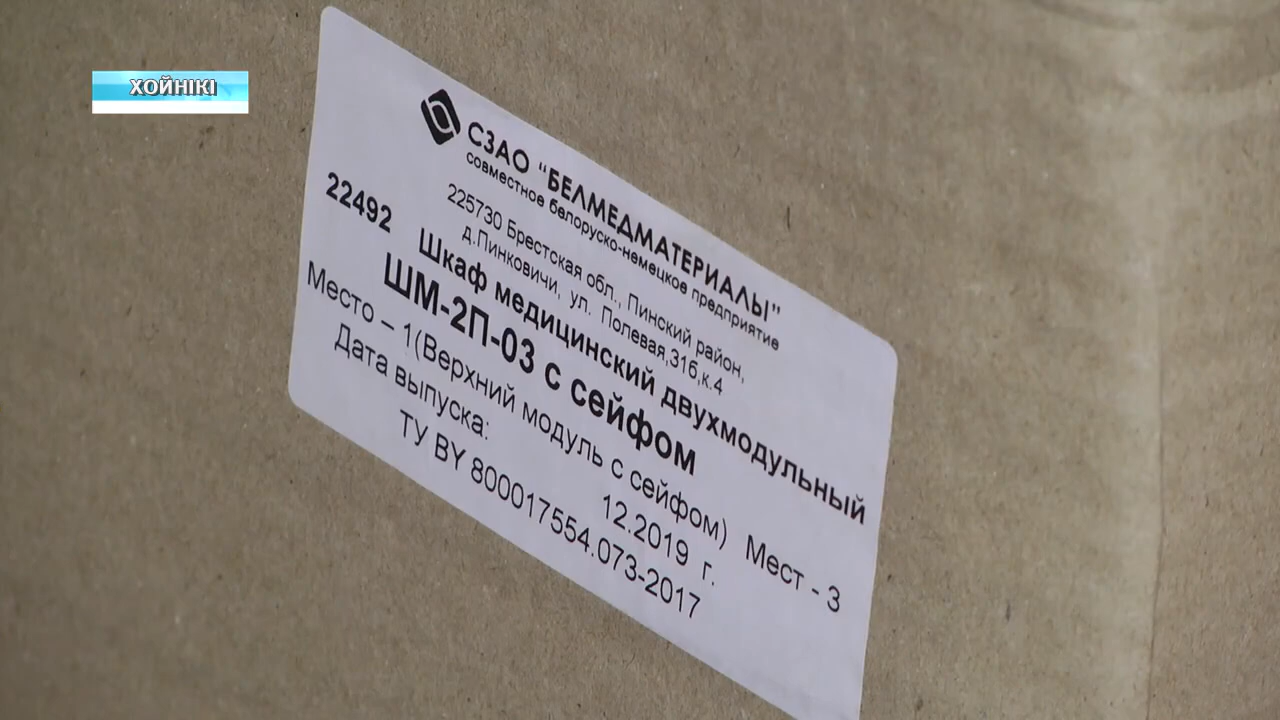 ХОЙНІКІ
СЗАО "БЕЛМЕДМАТЕРИАЛЫ"
совместное белоруско-немецкое предприятие
225730 Брестская обл., Пинский район,
д.Пинковичи, ул. Полевая,31б,к.4
22492 Шкаф медицинский двухмодульный
ШМ-2П-03 с сейфом
Место – 1(Верхний модуль с сейфом) Мест - 3
Дата выпуска: 12.2019 г.
ТУ BY 800017554.073-2017